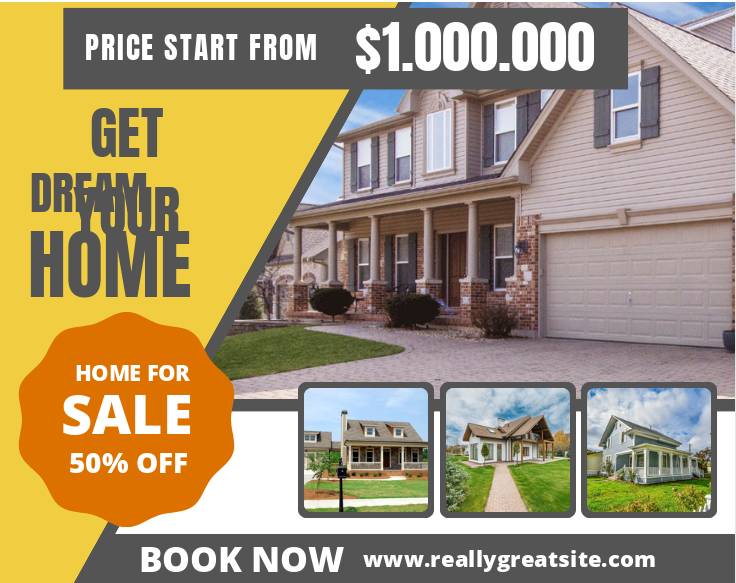 PRICE START FROM $1.000.000
GET
DREAM
YOUR
HOME
HOME FOR
SALE
50% OFF
BOOK NOW www.reallygreatsite.com